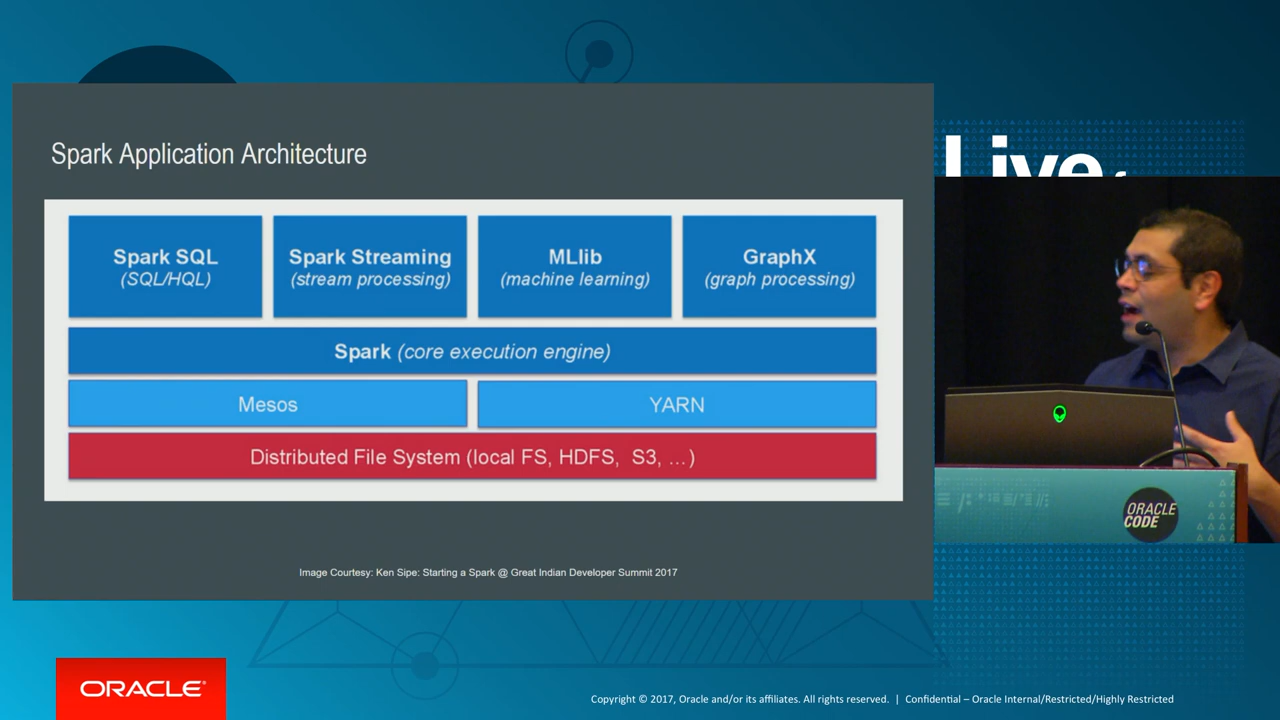 Live
Spark Application Architecture
Spark SQL
(SQL/HQL)
Spark Streaming
(stream processing)
MLlib
(machine learning)
GraphX
(graph processing)
Spark (core execution engine)
Mesos
YARN
Distributed File System (local FS, HDFS, S3, ...)
Image Courtesy: Ken Sipe: Starting a Spark @ Great Indian Developer Summit 2017
ORACLE
CODE
ORACLE®
Copyright © 2017, Oracle and/or its affiliates. All rights reserved. | Confidential – Oracle Internal/Restricted/Highly Restricted